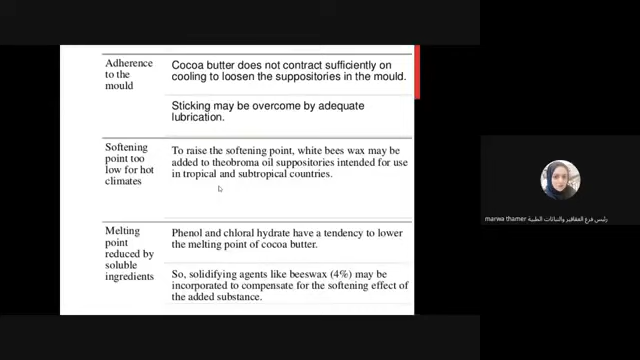 Adherence
to the
mould
Cocoa butter does not contract sufficiently on
cooling to loosen the suppositories in the mould.
Sticking may be overcome by adequate
lubrication.
Softening
point too
low for hot
climates
To raise the softening point, white bees wax may be
added to theobroma oil suppositories intended for use
in tropical and subtropical countries.
Melting
point
reduced by
soluble
ingredients
Phenol and chloral hydrate have a tendency to lower
the melting point of cocoa butter.
So, solidifying agents like beeswax (4%) may be
incorporated to compensate for the softening effect of
the added substance.
marwa thamer رئيس فرع العقاقير والنباتات الطبية